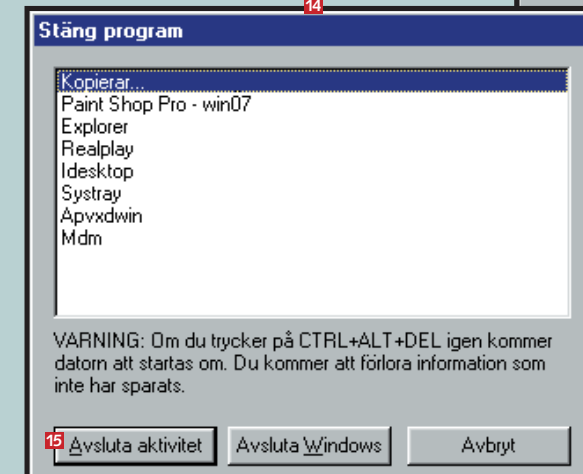 14
Stäng program
Kopierar...
Paint Shop Pro - win07
Explorer
Realplay
Idesktop
Systray
Apvxdwin
Mdm
VARNING: Om du trycker på CTRL+ALT+DEL igen kommer
datorn att startas om. Du kommer att förlora information som
inte har sparats.
15 Avsluta aktivitet Avsluta Windows Avbryt